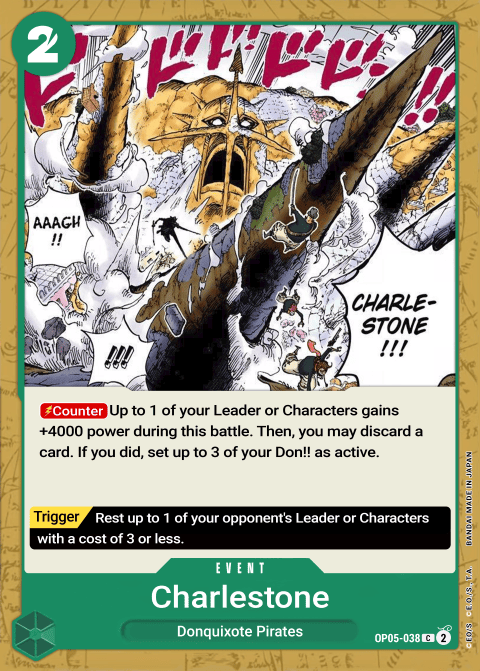 2
ドドドドド!!
AAAGH
!!
CHARLE-
STONE
!!!
!!!
Counter Up to 1 of your Leader or Characters gains
+4000 power during this battle. Then, you may discard a
card. If you did, set up to 3 of your Don!! as active.
Trigger Rest up to 1 of your opponent's Leader or Characters
with a cost of 3 or less.
EVENT
Charlestone
Donquixote Pirates
OP05-038 C 2
BANDAI MADE IN JAPAN